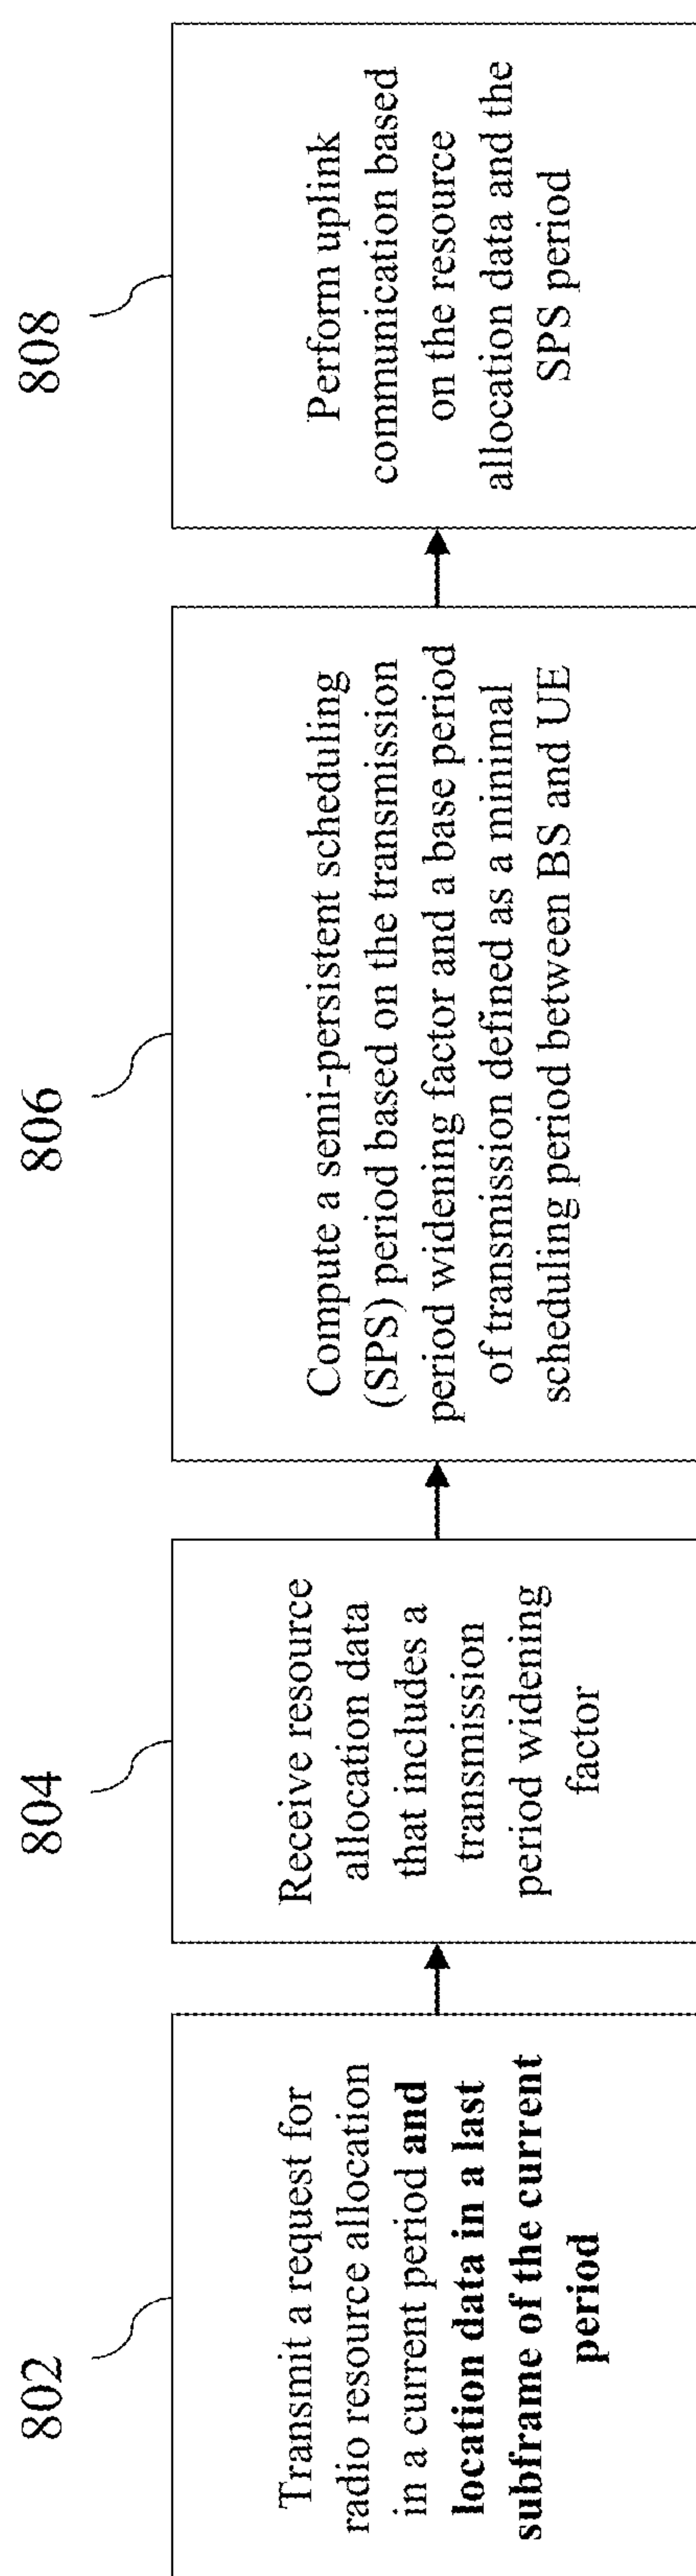 802
Transmit a request for
radio resource allocation
in a current period and
location data in a last
subframe of the current
period
804
Receive resource
allocation data
that includes a
transmission
period widening
factor
806
Compute a semi-persistent scheduling
(SPS) period based on the transmission
period widening factor and a base period
of transmission defined as a minimal
scheduling period between BS and UE
808
Perform uplink
communication based
on the resource
allocation data and the
SPS period